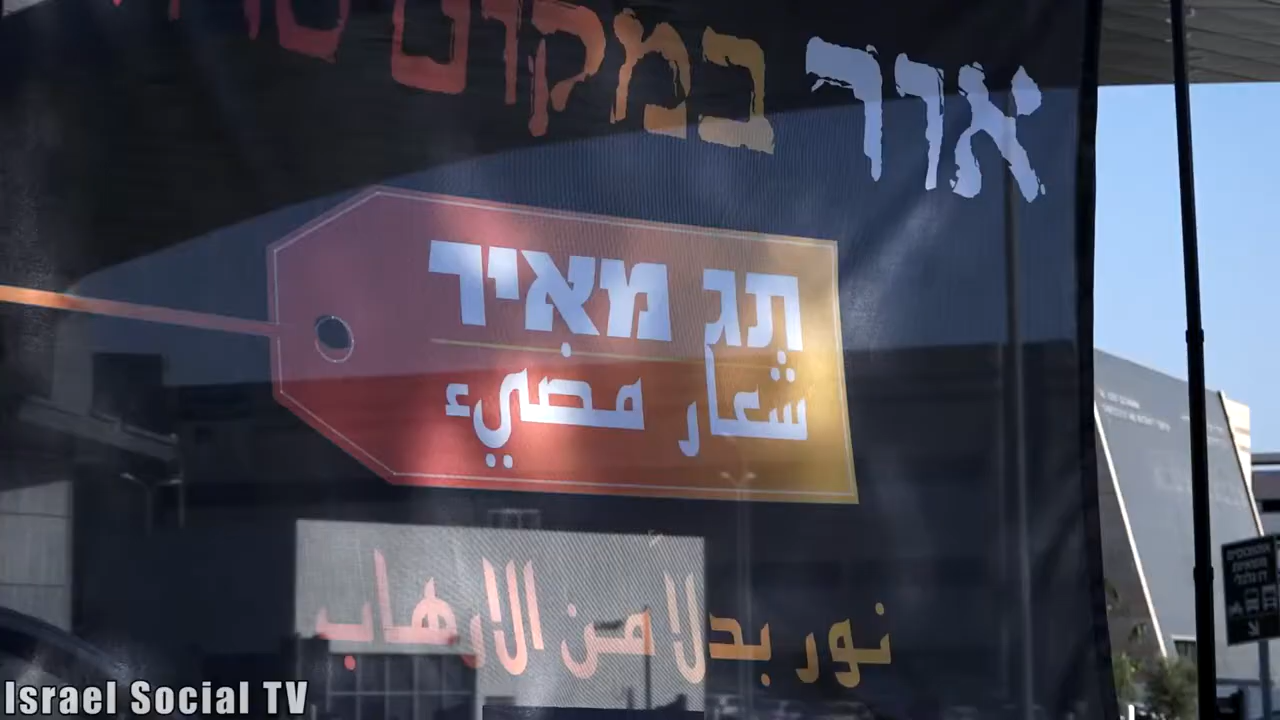 אור במקום
תג מאיר
شعار مضيء
نور بدلا من الارهاب
Israel Social TV